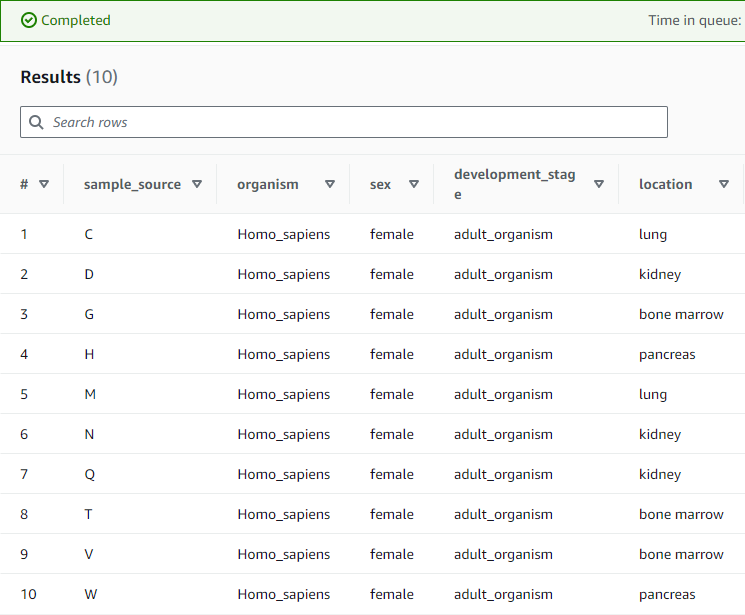 Completed Time in queue:
Results (10)
Search rows
# sample_source organism sex development_stag
e location
1 C Homo_sapiens female adult_organism lung
2 D Homo_sapiens female adult_organism kidney
3 G Homo_sapiens female adult_organism bone marrow
4 H Homo_sapiens female adult_organism pancreas
5 M Homo_sapiens female adult_organism lung
6 N Homo_sapiens female adult_organism kidney
7 Q Homo_sapiens female adult_organism kidney
8 T Homo_sapiens female adult_organism bone marrow
9 V Homo_sapiens female adult_organism bone marrow
10 W Homo_sapiens female adult_organism pancreas